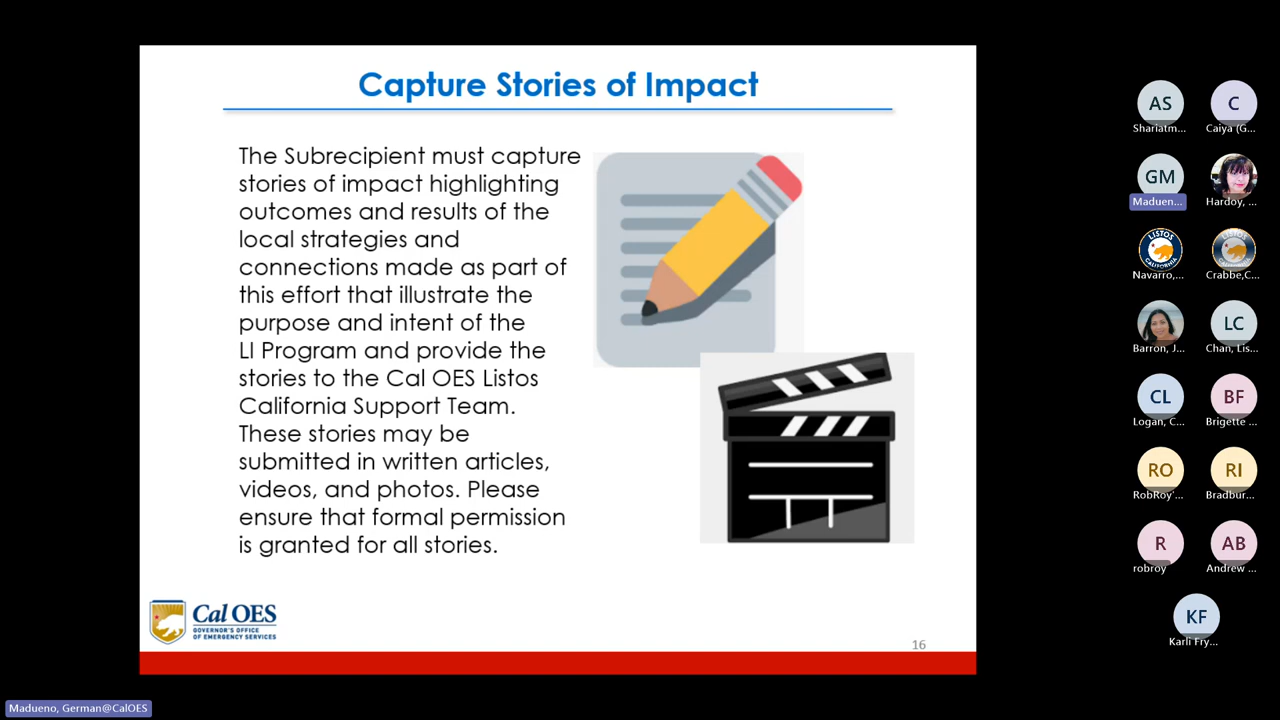 Capture Stories of Impact
The Subrecipient must capture
stories of impact highlighting
outcomes and results of the
local strategies and
connections made as part of
this effort that illustrate the
purpose and intent of the
LI Program and provide the
stories to the Cal OES Listos
California Support Team.
These stories may be
submitted in written articles,
videos, and photos. Please
ensure that formal permission
is granted for all stories.
Cal OES
GOVERNOR'S OFFICE
OF EMERGENCY SERVICES
16
AS
Shariatm...
C
Caiya (G...
GM
Maduen...
Hardoy, ...
LISTOS
CALIFORNIA
Navarro,...
Crabbe,C...
Barron, J...
LC
Chan, Lis...
CL
Logan, C...
BF
Brigette ...
RO
RobRoy'...
RI
Bradbur...
R
robroy
AB
Andrew ...
KF
Karli Fry...
Madueno, German@CalOES